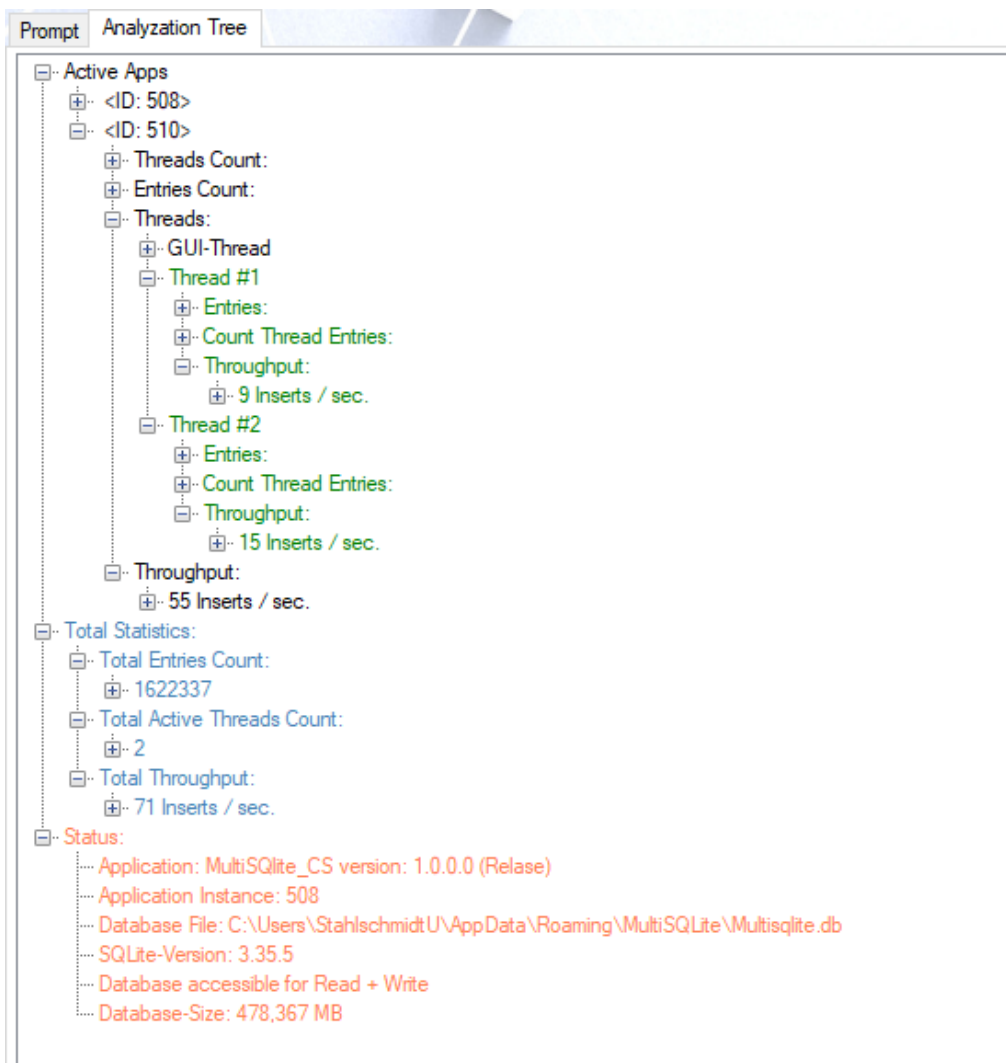 Prompt
Analyzation Tree
Active Apps
<ID: 508>
<ID: 510>
Threads Count:
Entries Count:
Threads:
GUI-Thread
Thread #1
Entries:
Count Thread Entries:
Throughput:
9 Inserts / sec.
Thread #2
Entries:
Count Thread Entries:
Throughput:
15 Inserts / sec.
Throughput:
55 Inserts / sec.
Total Statistics:
Total Entries Count:
1622337
Total Active Threads Count:
2
Total Throughput:
71 Inserts / sec.
Status:
Application: MultiSQlite_CS version: 1.0.0.0 (Relase)
Application Instance: 508
Database File: C:\Users\StahlschmidtU\AppData\Roaming\MultiSQLite\Multisqlite.db
SQLite-Version: 3.35.5
Database accessible for Read + Write
Database-Size: 478,367 MB